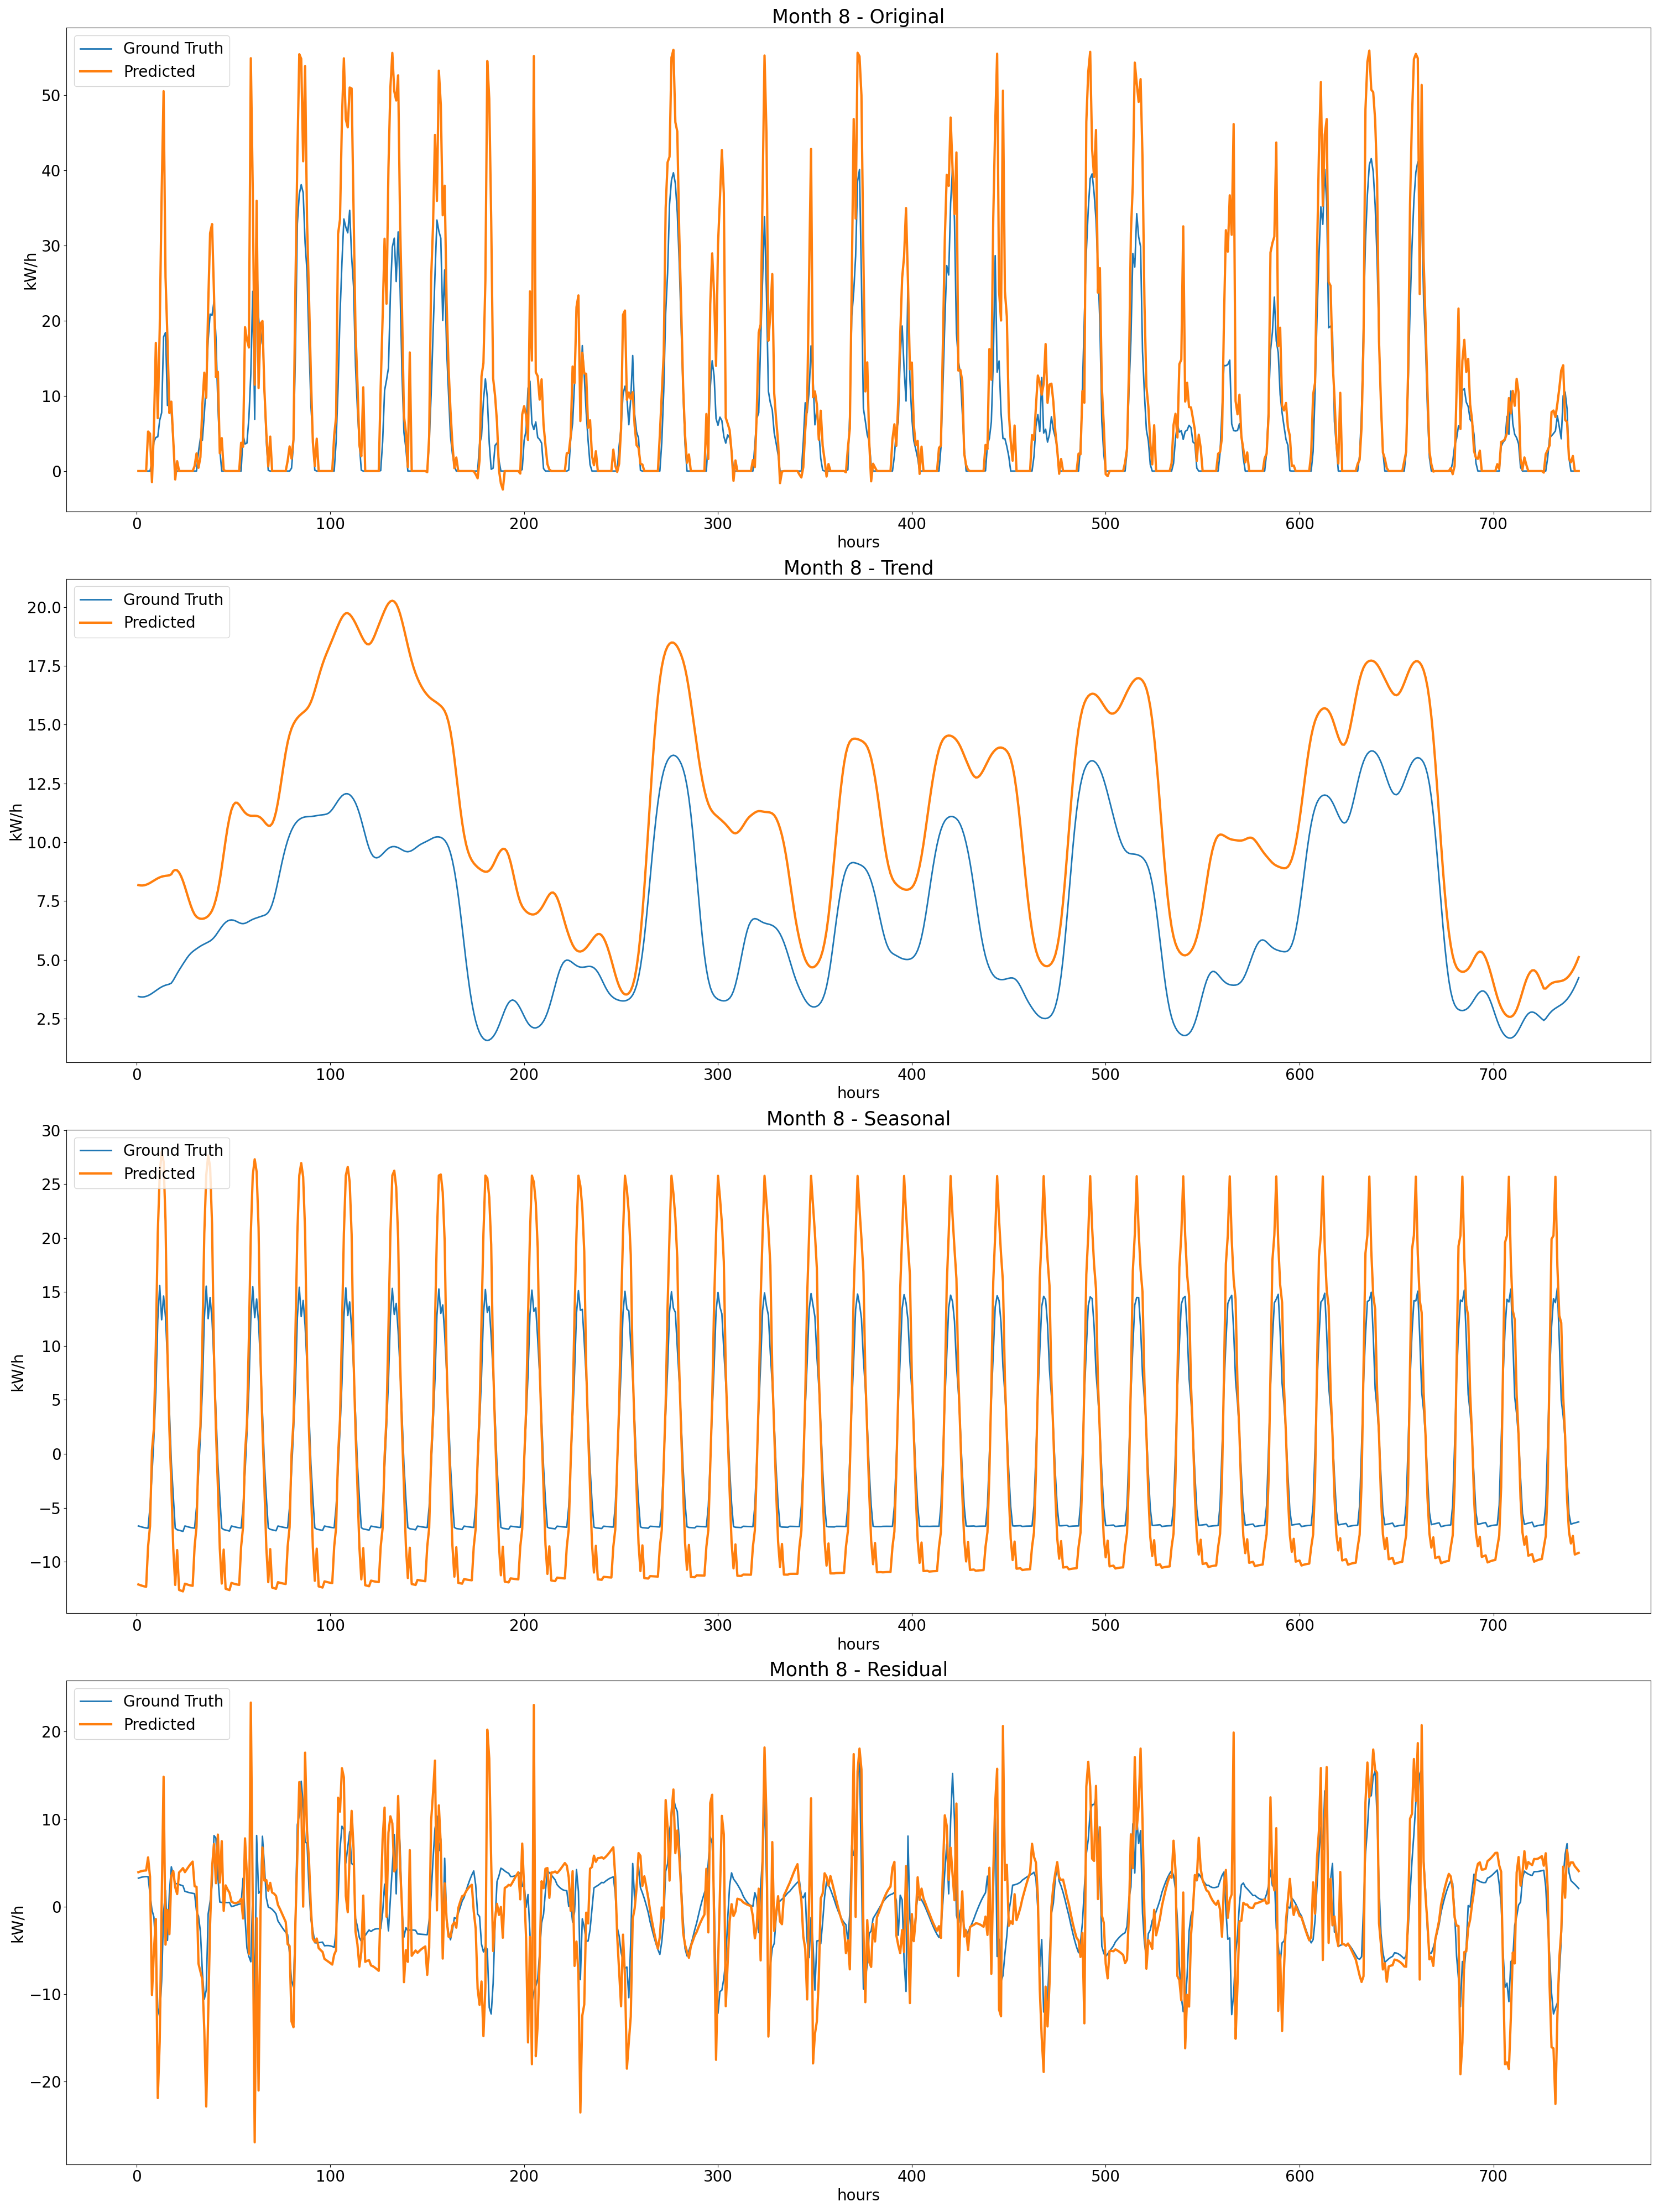 Month 8 - Original
Ground Truth
Predicted
kW/h
50
40
30
20
10
0
0 100 200 300 400 500 600 700
hours
Month 8 - Trend
Ground Truth
Predicted
kW/h
20.0
17.5
15.0
12.5
10.0
7.5
5.0
2.5
0 100 200 300 400 500 600 700
hours
Month 8 - Seasonal
Ground Truth
Predicted
kW/h
30
25
20
15
10
5
0
−5
−10
0 100 200 300 400 500 600 700
hours
Month 8 - Residual
Ground Truth
Predicted
kW/h
20
10
0
−10
−20
0 100 200 300 400 500 600 700
hours